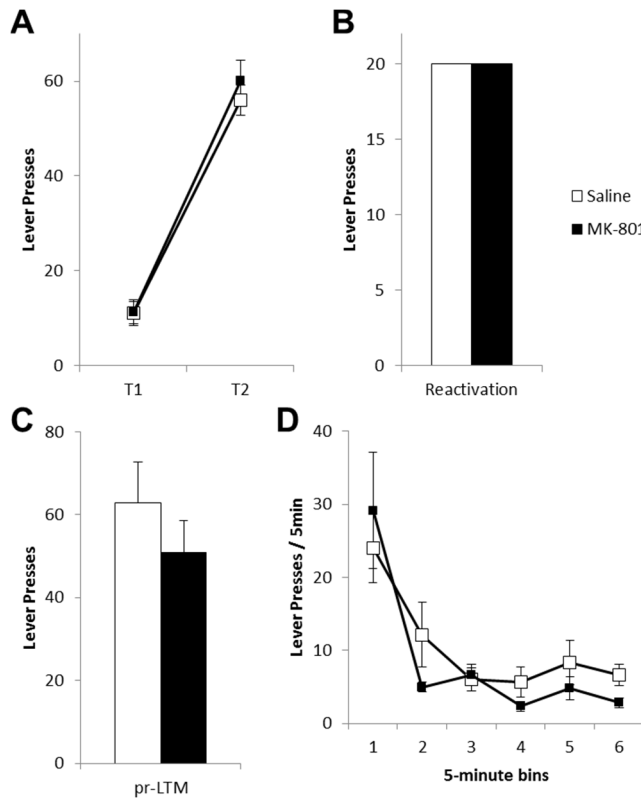 A
Lever Presses
60
40
20
0
T1 T2
B
Lever Presses
20
15
10
5
0
Reactivation
Saline
MK-801
C
Lever Presses
80
60
40
20
0
pr-LTM
D
Lever Presses / 5min
40
30
20
10
0
1 2 3 4 5 6
5-minute bins